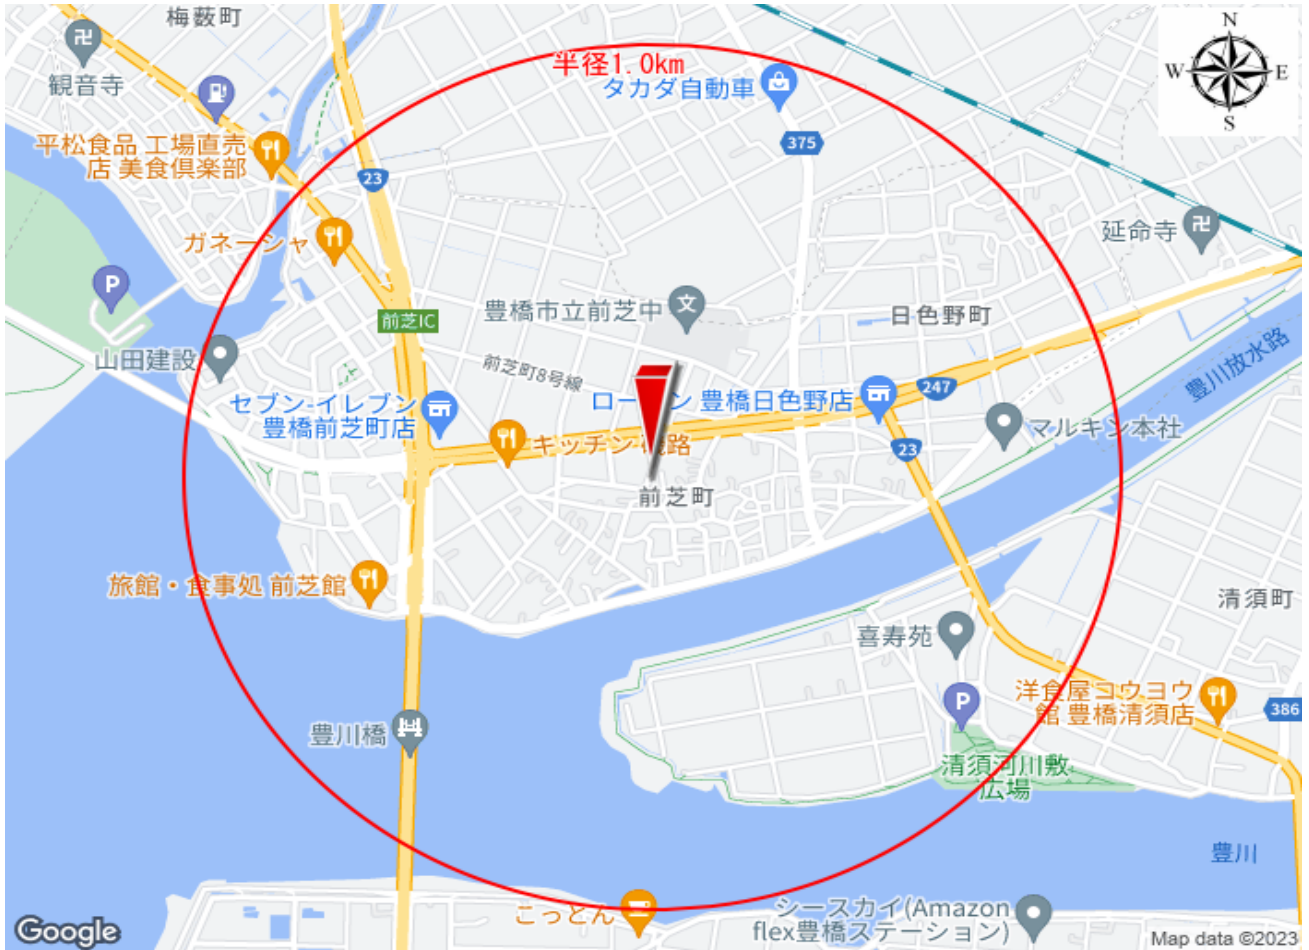 梅薮町
N
W
E
S
観音寺
半径1.0km
タカダ自動車
375
平松食品 工場直売
店 美食倶楽部
23
ガネーシャ
延命寺
P
豊橋市立前芝中
文
日色野町
前芝IC
山田建設
前芝町8号線
豊川放水路
セブン-イレブン
豊橋前芝町店
ロー ン 豊橋日色野店
247
マルキン本社
キッチン 路
23
前芝町
旅館・食事処 前芝館
清須町
喜寿苑
P
洋食屋コウヨウ
館 豊橋清須店
386
豊川橋
清須河川敷
広場
豊川
こっとん
シースカイ(Amazon
flex豊橋ステーション)
Google
Map data ©2023